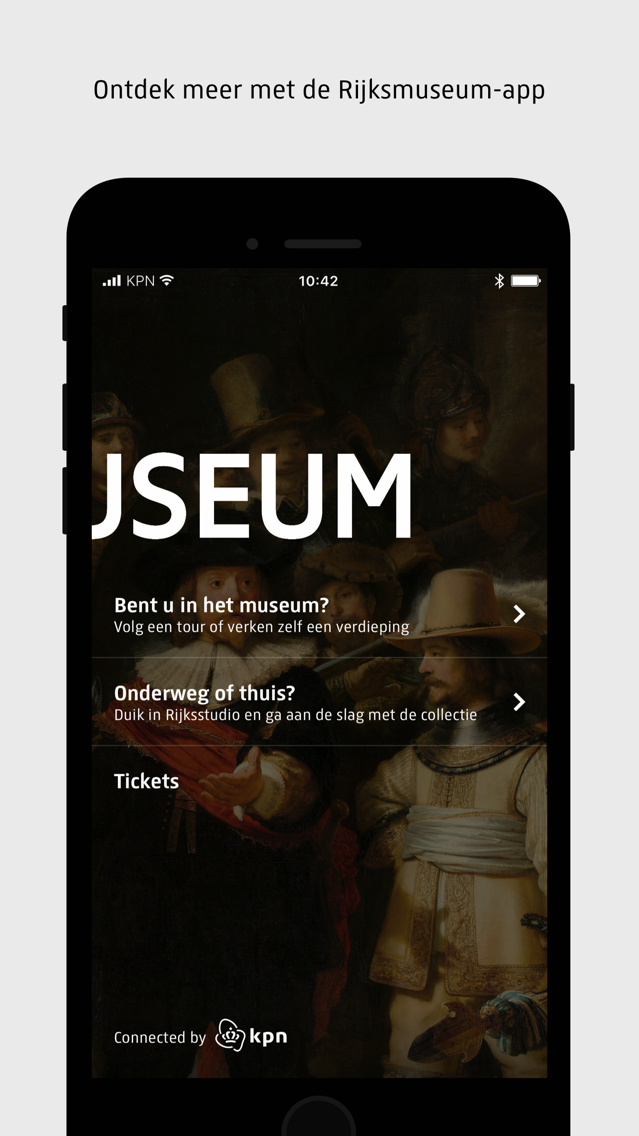 Ontdek meer met de Rijksmuseum-app
KPN 10:42
USEUM
Bent u in het museum?
Volg een tour of verken zelf een verdieping
Onderweg of thuis?
Duik in Rijksstudio en ga aan de slag met de collectie
Tickets
Connected by kpn